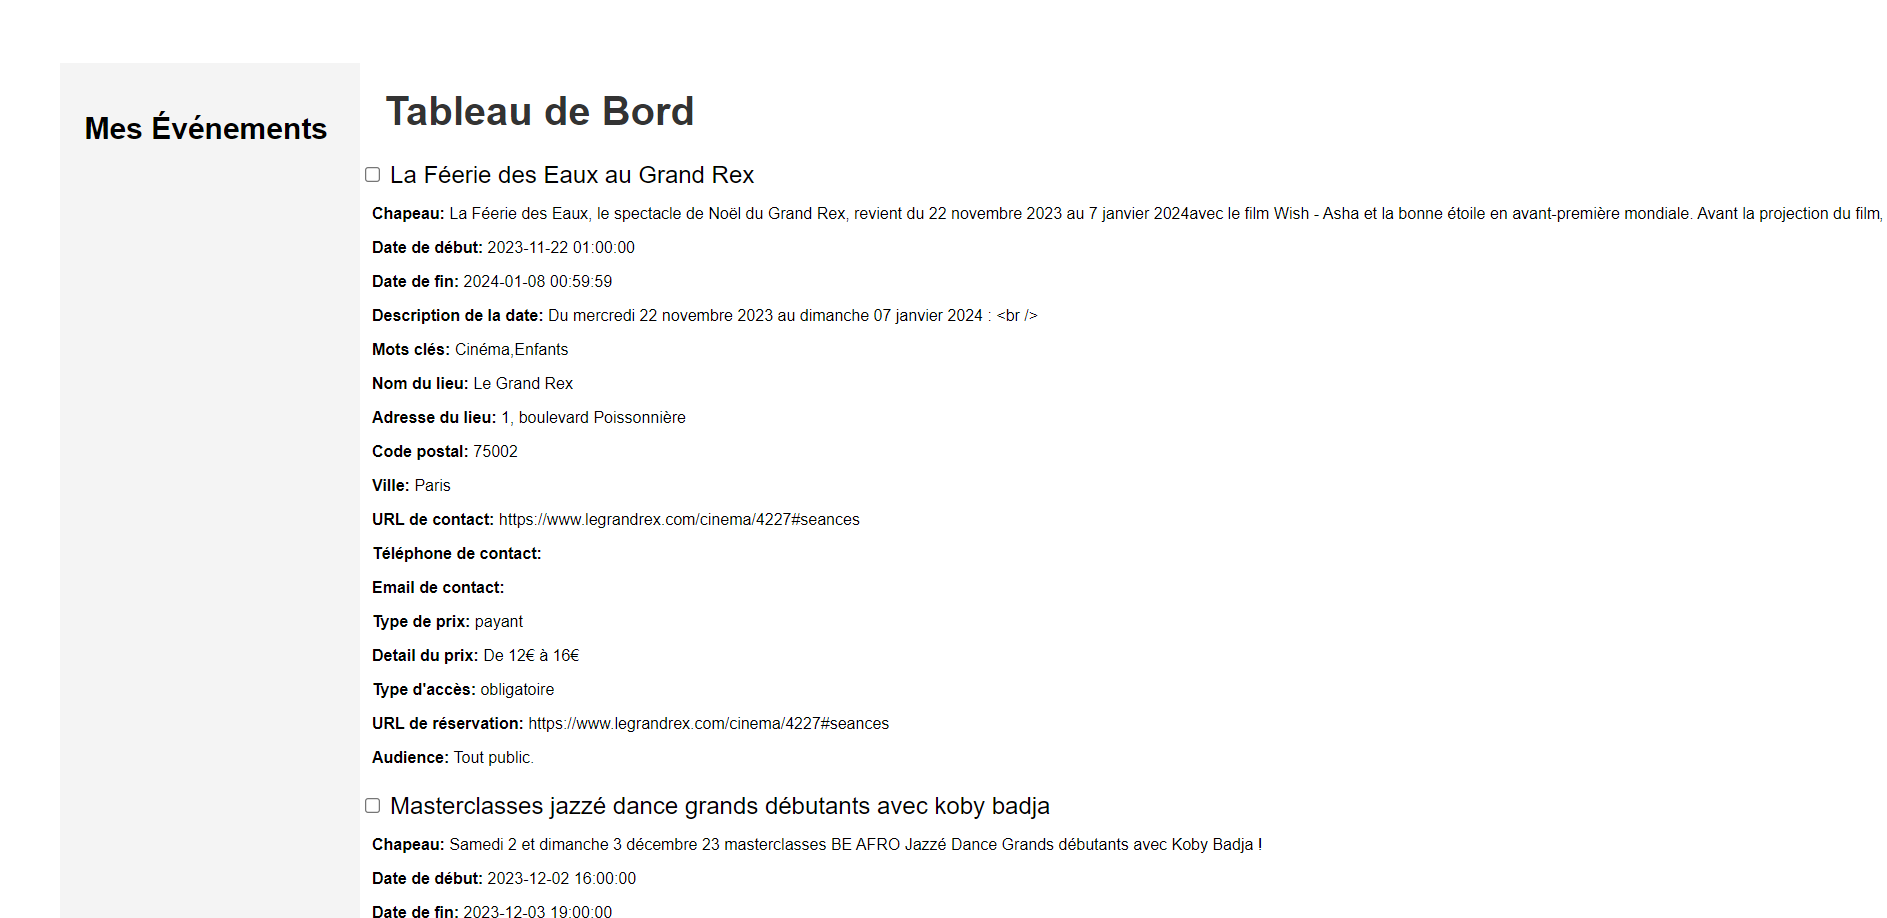 Mes Événements
Tableau de Bord
La Féerie des Eaux au Grand Rex
Chapeau: La Féerie des Eaux, le spectacle de Noël du Grand Rex, revient du 22 novembre 2023 au 7 janvier 2024avec le film Wish - Asha et la bonne étoile en avant-première mondiale. Avant la projection du film,
Date de début: 2023-11-22 01:00:00
Date de fin: 2024-01-08 00:59:59
Description de la date: Du mercredi 22 novembre 2023 au dimanche 07 janvier 2024 : <br />
Mots clés: Cinéma,Enfants
Nom du lieu: Le Grand Rex
Adresse du lieu: 1, boulevard Poissonnière
Code postal: 75002
Ville: Paris
URL de contact: https://www.legrandrex.com/cinema/4227#seances
Téléphone de contact:
Email de contact:
Type de prix: payant
Detail du prix: De 12€ à 16€
Type d'accès: obligatoire
URL de réservation: https://www.legrandrex.com/cinema/4227#seances
Audience: Tout public.
Masterclasses jazzé dance grands débutants avec koby badja
Chapeau: Samedi 2 et dimanche 3 décembre 23 masterclasses BE AFRO Jazzé Dance Grands débutants avec Koby Badja !
Date de début: 2023-12-02 16:00:00
Date de fin: 2023-12-03 19:00:00